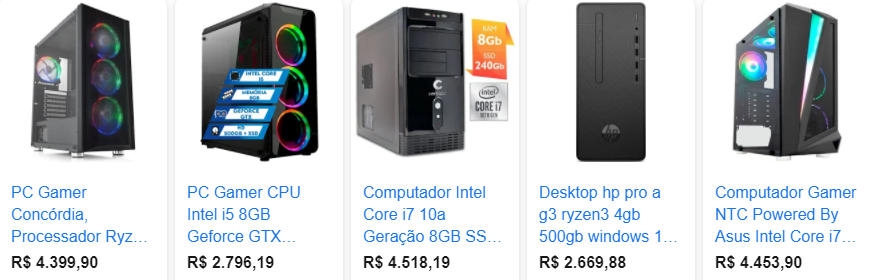 INTEL CORE
I5
MEMÓRIA
8GB
GEFORCE
GTX
HD
500GB + SSD
RAM
8Gb
SSD
240Gb
intel
CORE i7
10TH GEN
hp
PC Gamer
Concórdia,
Processador Ryz...
R$ 4.399,90
PC Gamer CPU
Intel i5 8GB
Geforce GTX...
R$ 2.796,19
Computador Intel
Core i7 10a
Geração 8GB SS...
R$ 4.518,19
Desktop hp pro a
g3 ryzen3 4gb
500gb windows 1...
R$ 2.669,88
Computador Gamer
NTC Powered By
Asus Intel Core i7...
R$ 4.453,90